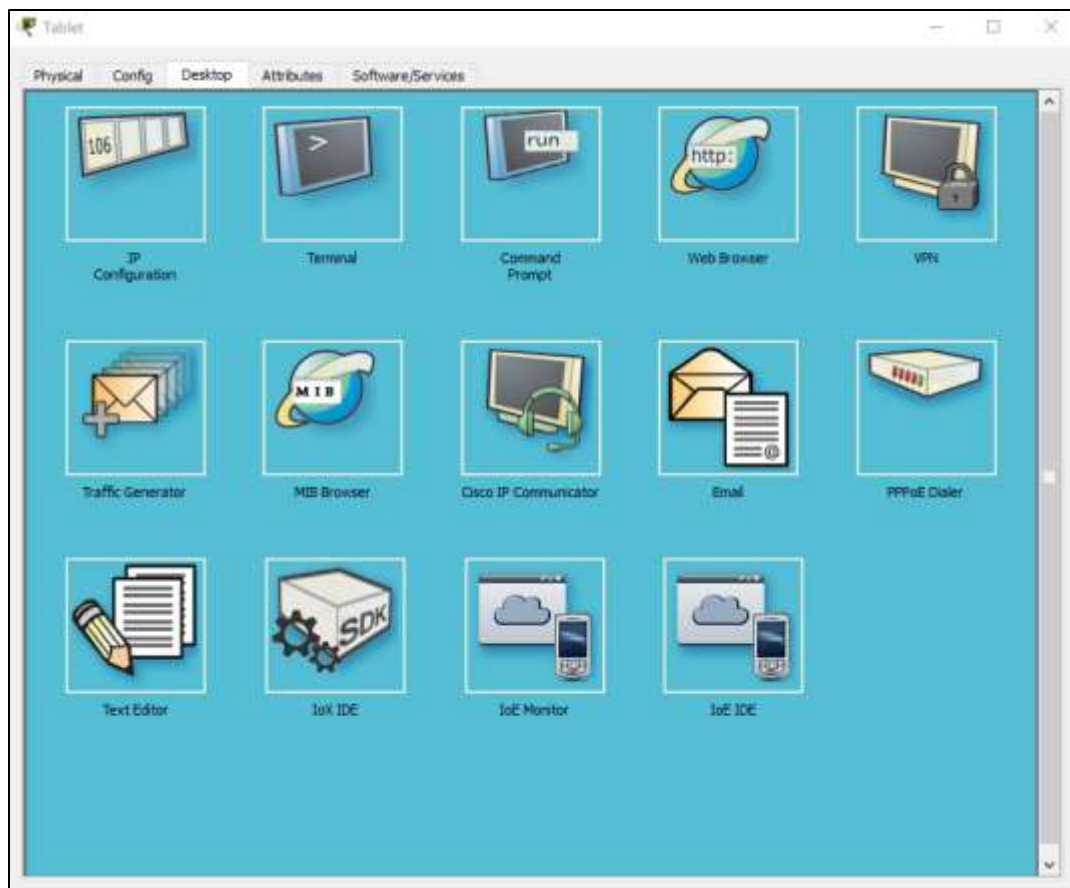 Tablet
Physical Config Desktop Attributes Software/Services
106
>
run
http:
IP
Configuration
Terminal
Command
Prompt
Web Browser
VPN
MIB
Traffic Generator
MIB Browser
Cisco IP Communicator
@
Email
PPPoE Dialer
SDK
Text Editor
IoX IDE
IoE Monitor
IoE IDE